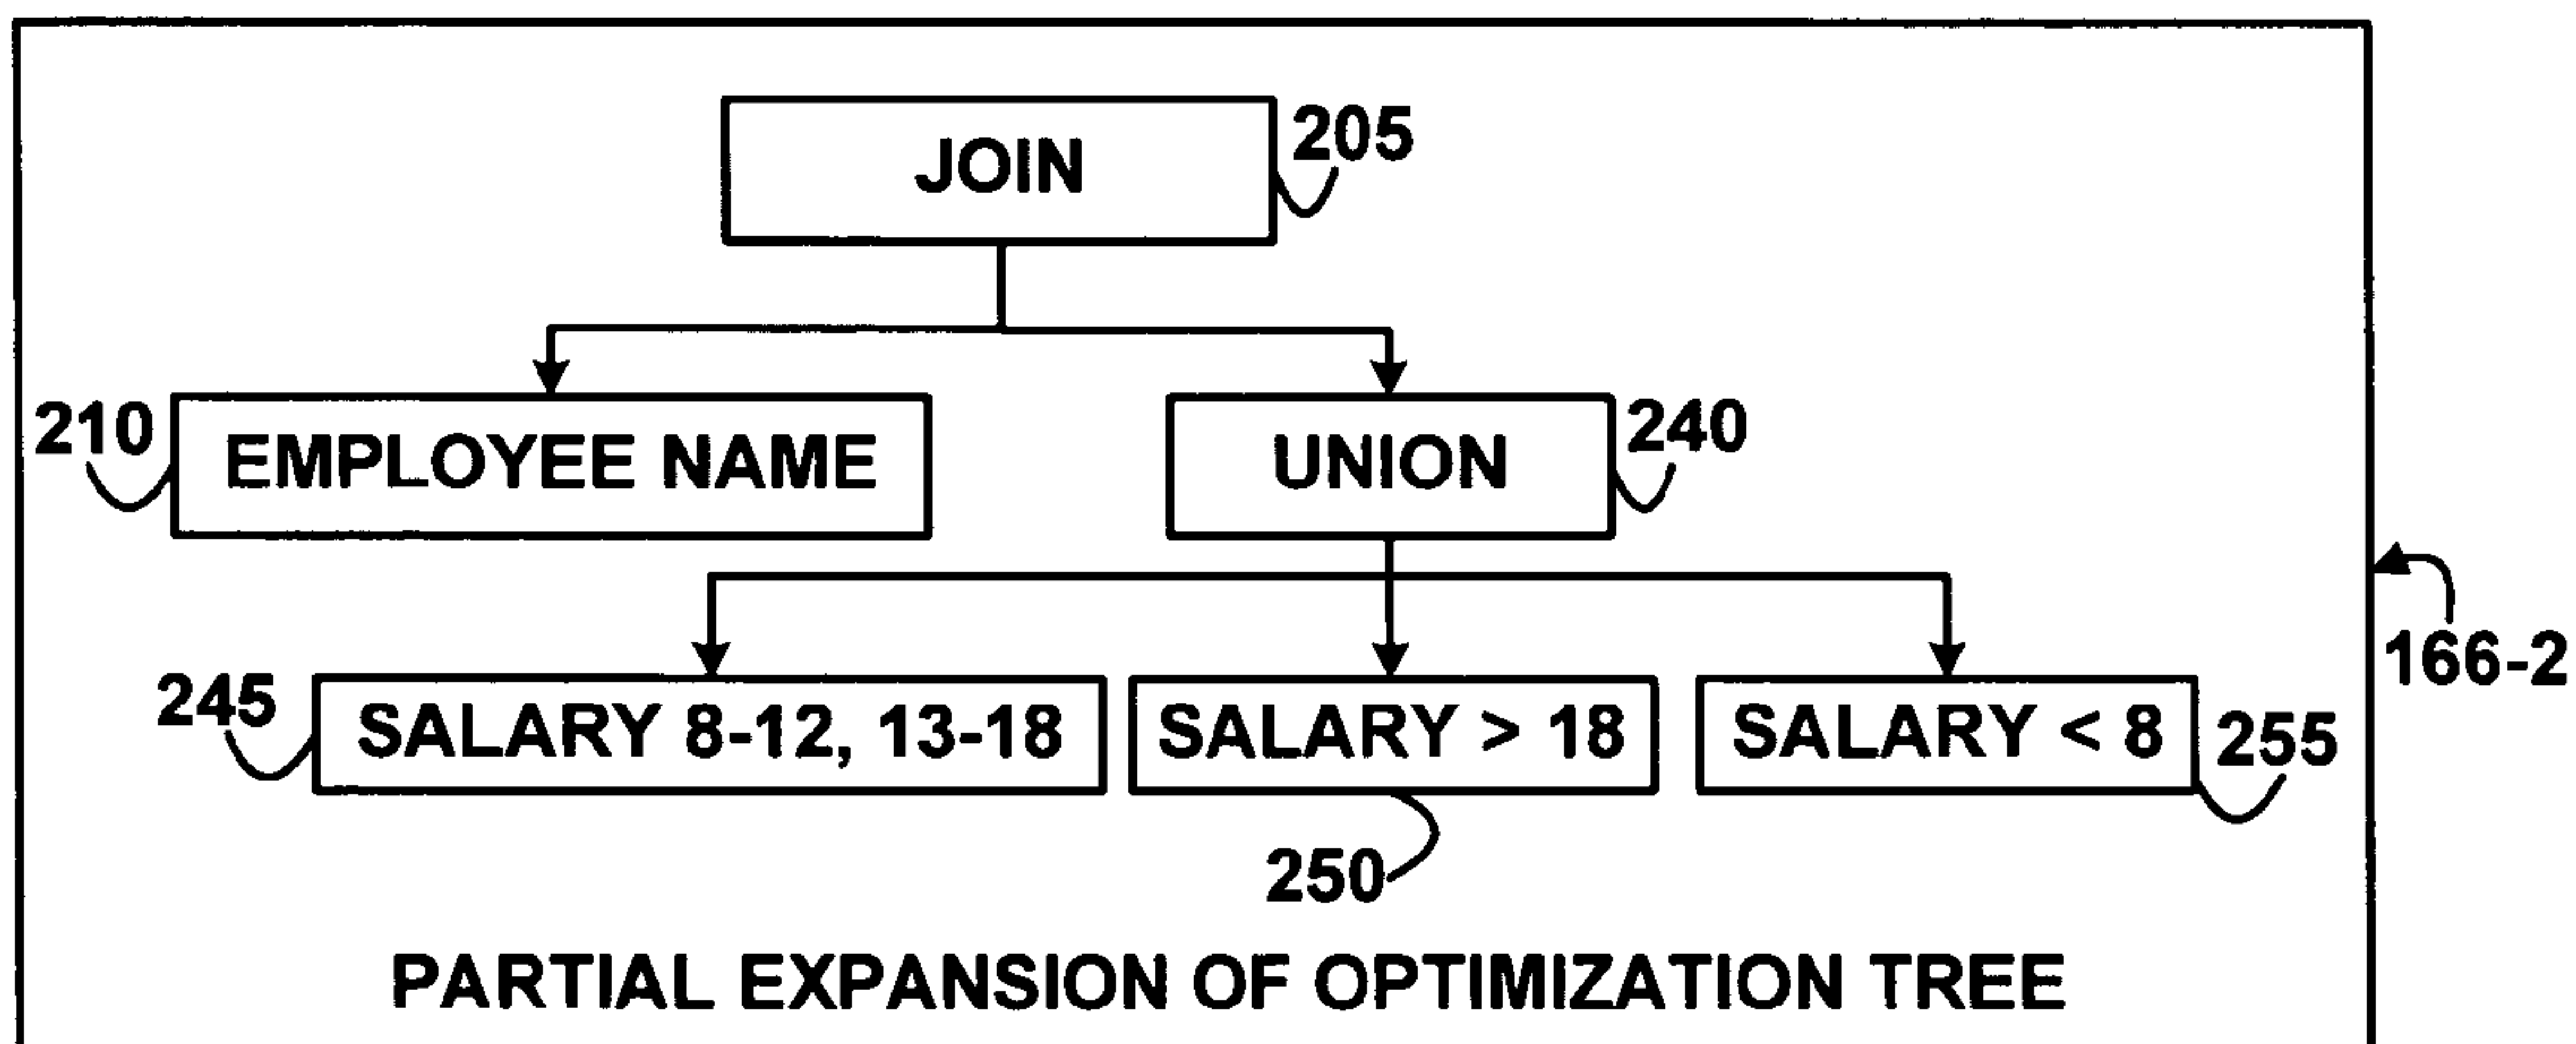 JOIN
205
210
EMPLOYEE NAME
UNION
240
166-2
245
SALARY 8-12, 13-18
SALARY > 18
SALARY < 8
255
250
PARTIAL EXPANSION OF OPTIMIZATION TREE